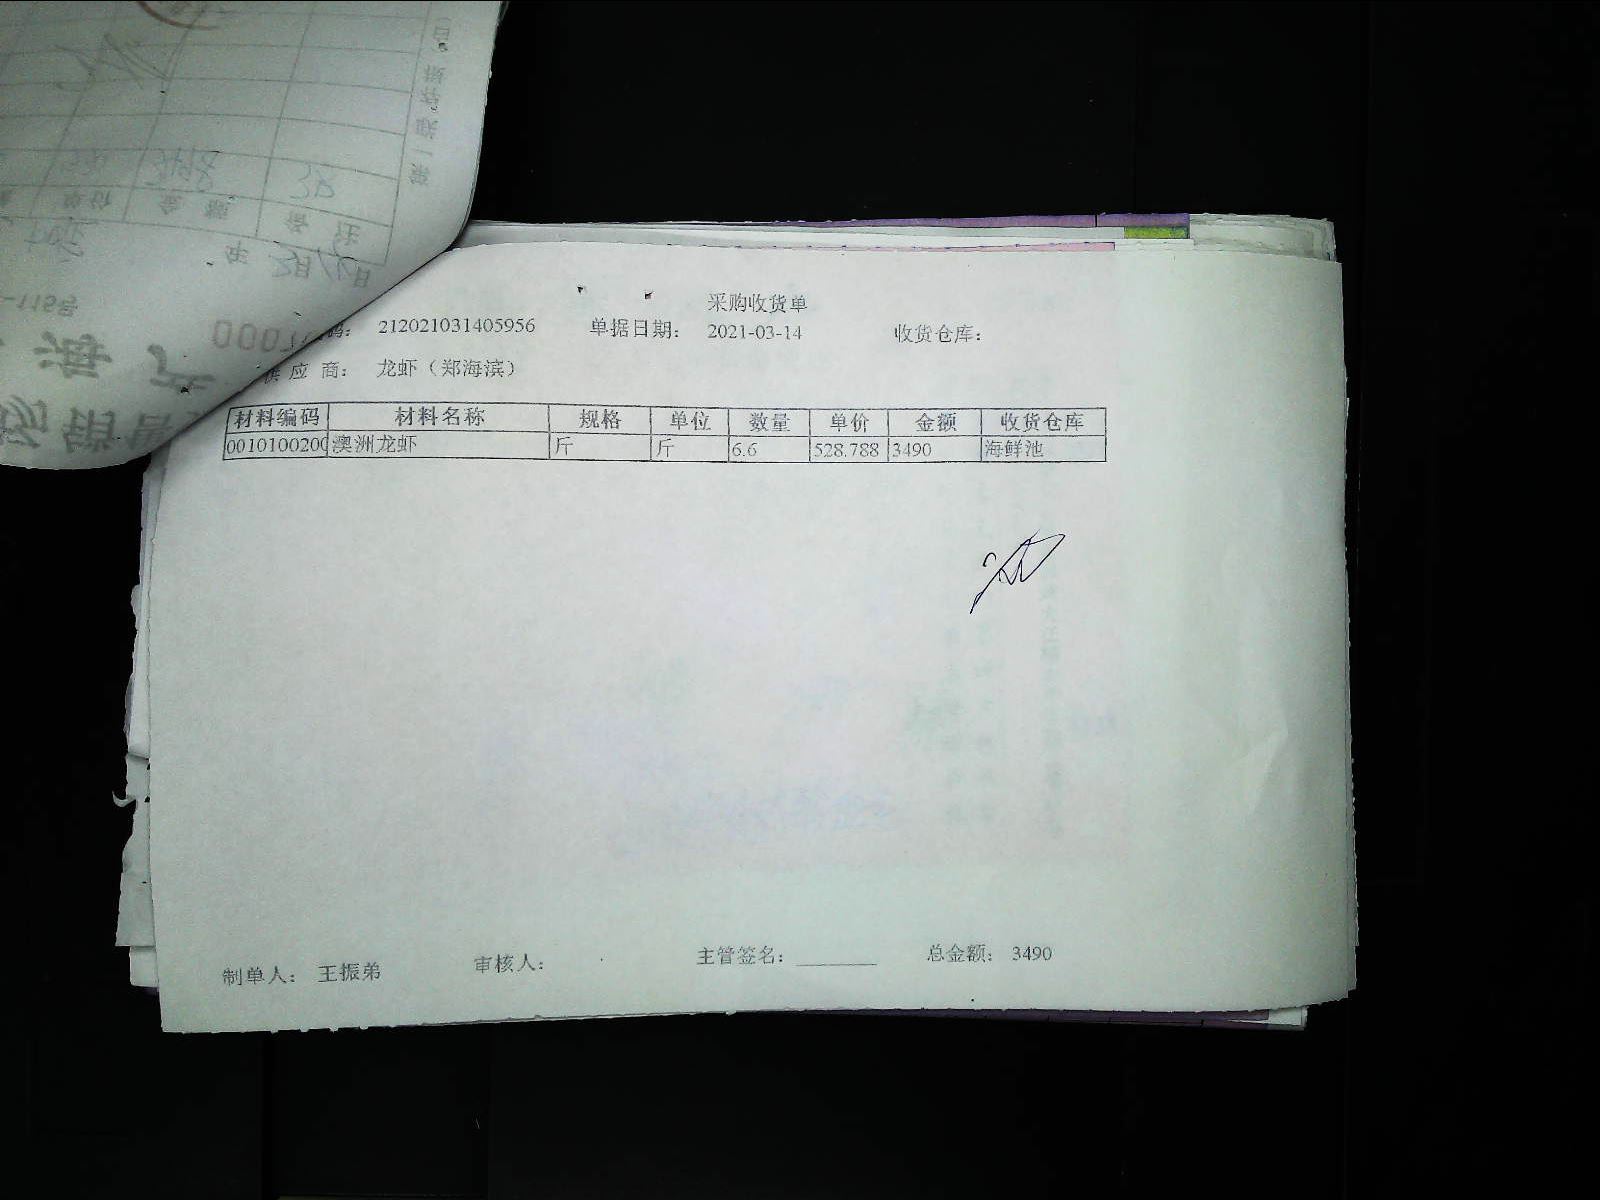 采购收货单
码： 212021031405956 单据日期： 2021-03-14 收货仓库：
供应商： 龙虾（郑海滨）
材料编码 材料名称 规格 单位 数量 单价 金额 收货仓库
0010100200 澳洲龙虾 斤 斤 6.6 528.788 3490 海鲜池
制单人： 王振弟 审核人： 主管签名：________ 总金额： 3490